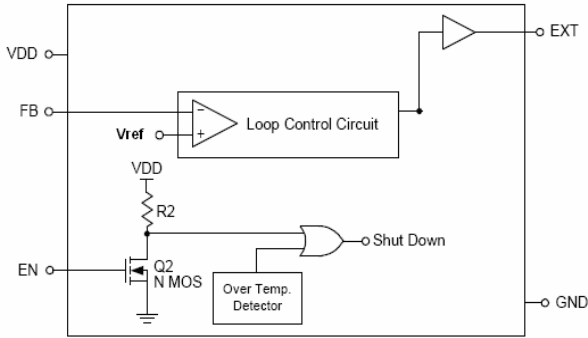 EXT
VDD
FB
−
Vref
+
Loop Control Circuit
VDD
R2
Shut Down
EN
Q2
N MOS
Over Temp.
Detector
GND